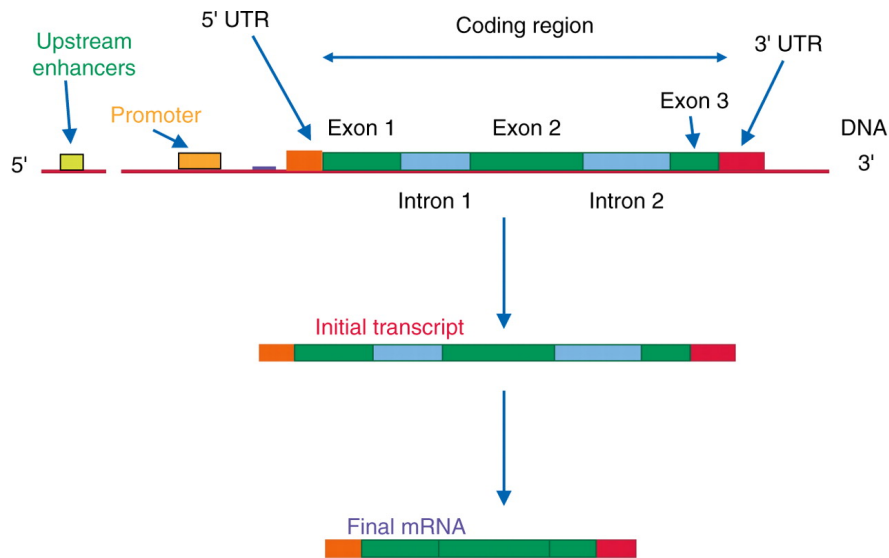 5' UTR
Coding region
Upstream
enhancers
3' UTR
Promoter
Exon 1
Exon 2
Exon 3
DNA
5'
3'
Intron 1
Intron 2
Initial transcript
Final mRNA